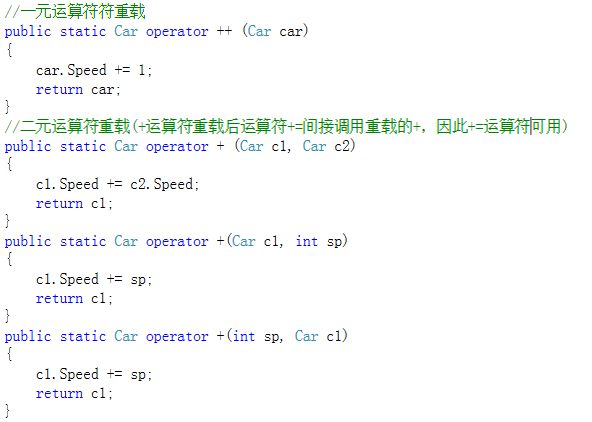 //一元运算符符重载
public static Car operator ++ (Car car)
{
car.Speed += 1;
return car;
}
//二元运算符重载(+运算符重载后运算符+=间接调用重载的+, 因此+=运算符可用)
public static Car operator + (Car c1, Car c2)
{
c1.Speed += c2.Speed;
return c1;
}
public static Car operator +(Car c1, int sp)
{
c1.Speed += sp;
return c1;
}
public static Car operator +(int sp, Car c1)
{
c1.Speed += sp;
return c1;
}